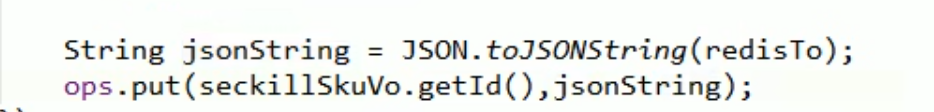 String jsonString = JSON.toJSONString(redisTo);
ops.put(seckillSkuVo.getId(),jsonString);